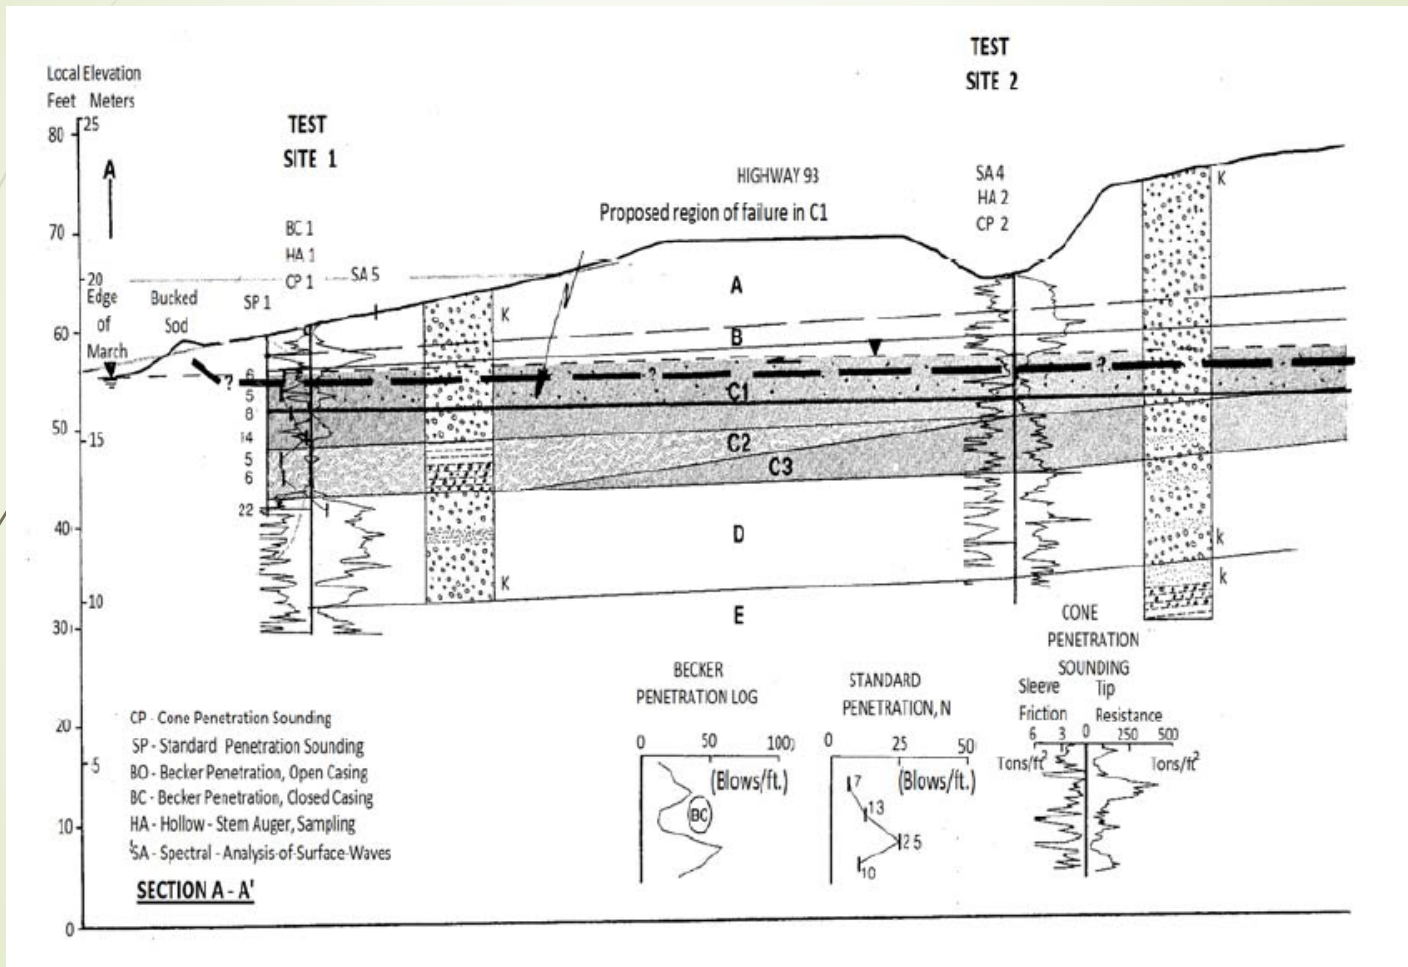 TEST
SITE 2
Local Elevation
Feet Meters
80
25
TEST
SITE 1
A
HIGHWAY 93
SA 4
HA 2
CP 2
K
Proposed region of failure in C1
BC 1
HA 1
CP 1
70
20
SA 5
Edge
of
March
Bucked
Sod
SP 1
A
K
60
B
6
?
?
?
5
C1
8
50
15
14
C2
5
C3
6
22
40
D
k
K
k
10
30
E
CONE
PENETRATION
SOUNDING
BECKER
PENETRATION LOG
STANDARD
PENETRATION, N
Sleeve
Friction
Tip
Resistance
6 3 0 250 500
Tons/ft²
Tons/ft²
0 50 100
(Blows/ft.)
BC
0 25 50
(Blows/ft.)
7
13
25
10
CP - Cone Penetration Sounding
SP - Standard Penetration Sounding
BO - Becker Penetration, Open Casing
BC - Becker Penetration, Closed Casing
HA - Hollow - Stem Auger, Sampling
SA - Spectral - Analysis-of-Surface-Waves
SECTION A - A'
20
5
10
0